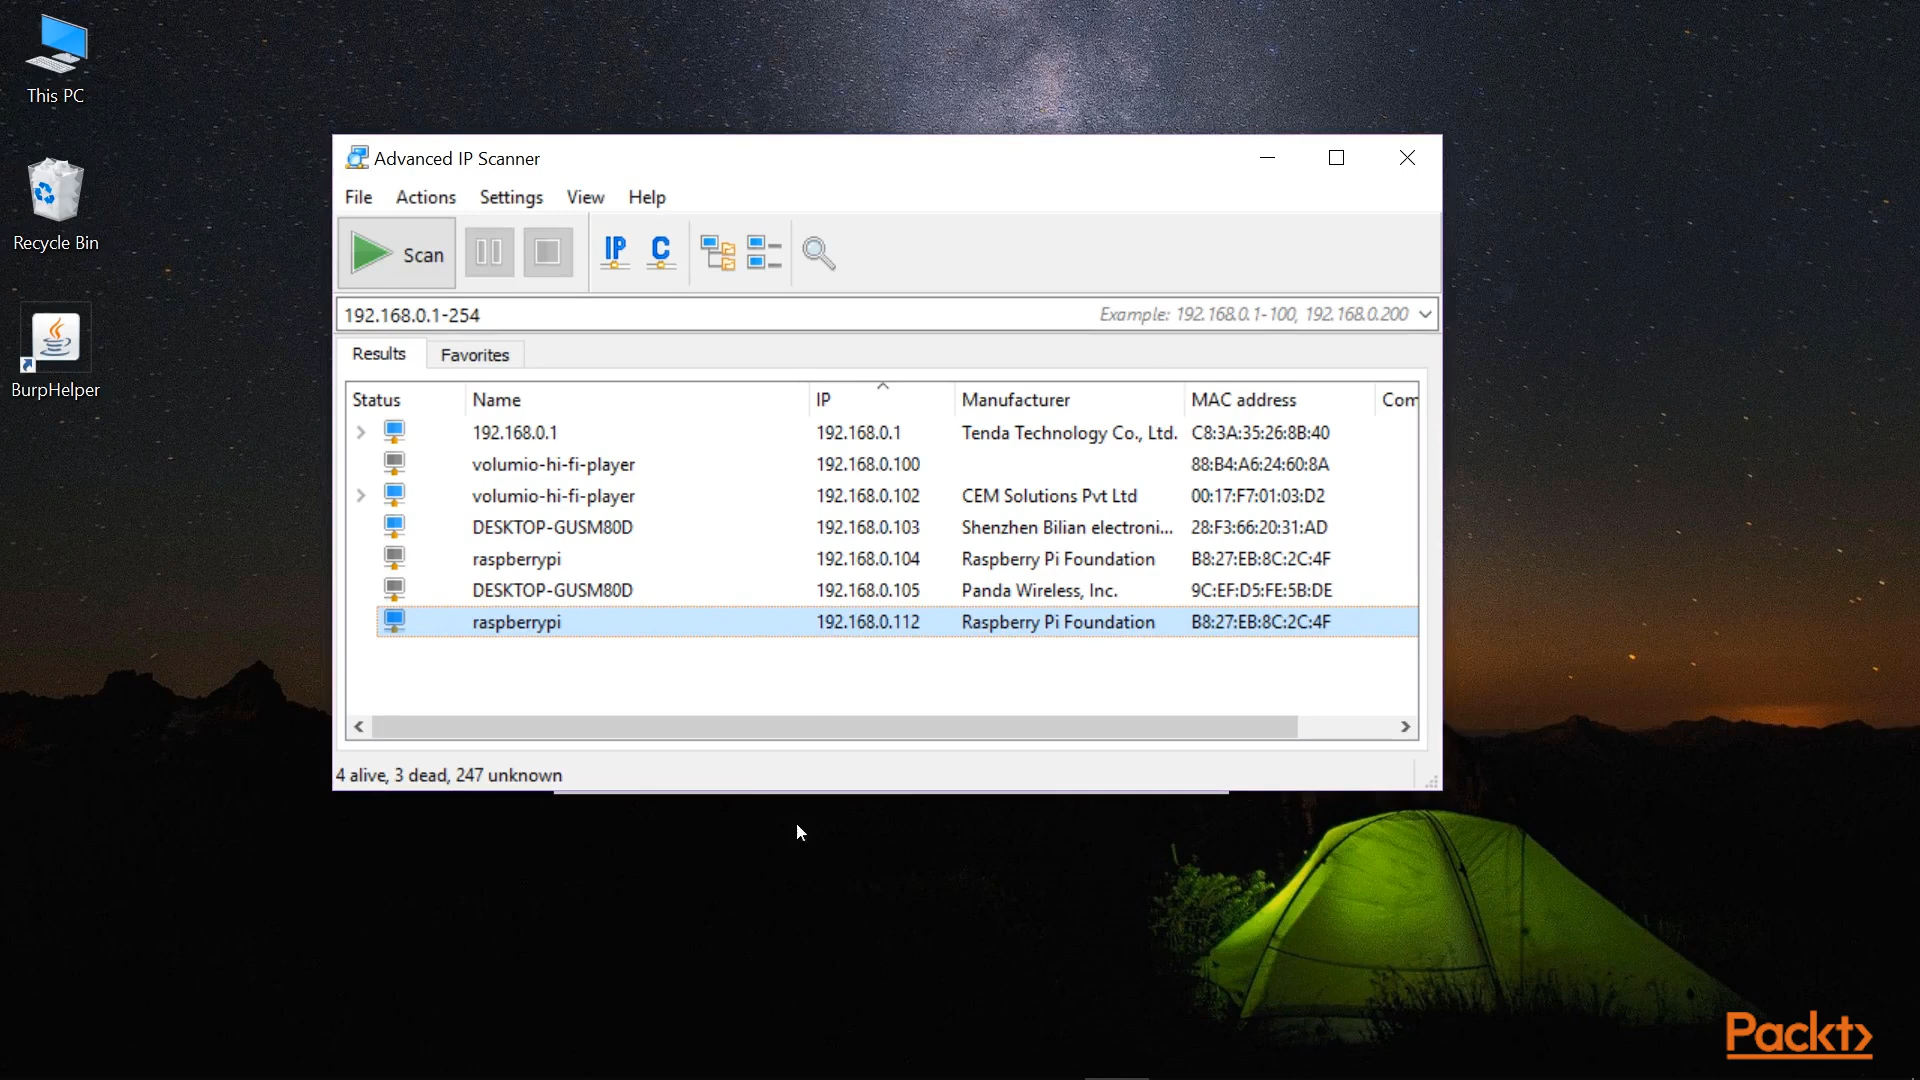 This PC
Recycle Bin
BurpHelper
Advanced IP Scanner
File Actions Settings View Help
Scan IP C
192.168.0.1-254 Example: 192.168.0.1-100, 192.168.0.200
Results Favorites
Status Name IP Manufacturer MAC address Com
192.168.0.1 192.168.0.1 Tenda Technology Co., Ltd. C8:3A:35:26:8B:40
volumio-hi-fi-player 192.168.0.100 88:B4:A6:24:60:8A
volumio-hi-fi-player 192.168.0.102 CEM Solutions Pvt Ltd 00:17:F7:01:03:D2
DESKTOP-GUSM80D 192.168.0.103 Shenzhen Bilian electroni... 28:F3:66:20:31:AD
raspberrypi 192.168.0.104 Raspberry Pi Foundation B8:27:EB:8C:2C:4F
DESKTOP-GUSM80D 192.168.0.105 Panda Wireless, Inc. 9C:EF:D5:FE:5B:DE
raspberrypi 192.168.0.112 Raspberry Pi Foundation B8:27:EB:8C:2C:4F
4 alive, 3 dead, 247 unknown
Packt>